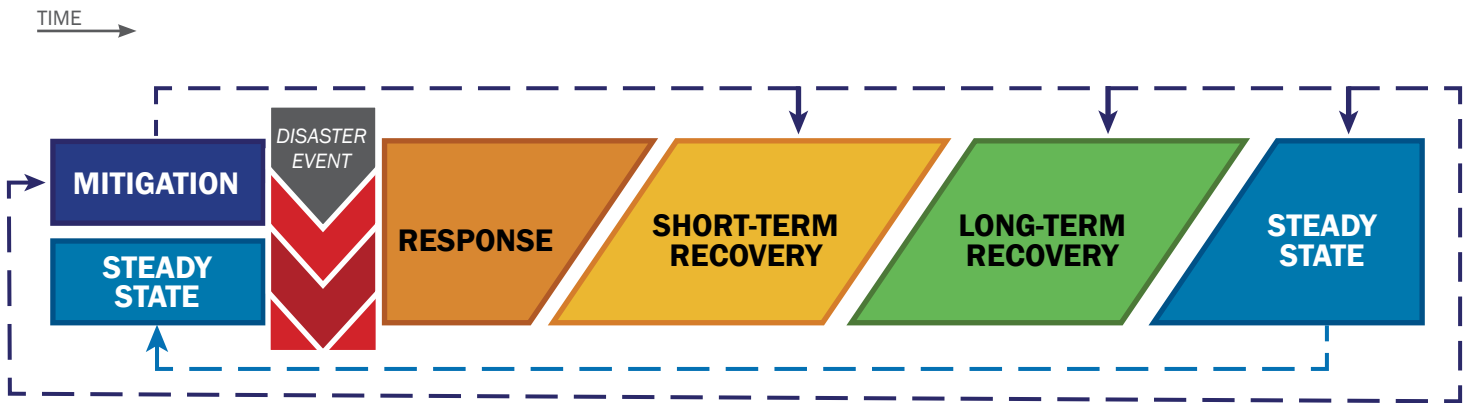 TIME
MITIGATION
STEADY
STATE
DISASTER
EVENT
RESPONSE
SHORT-TERM
RECOVERY
LONG-TERM
RECOVERY
STEADY
STATE